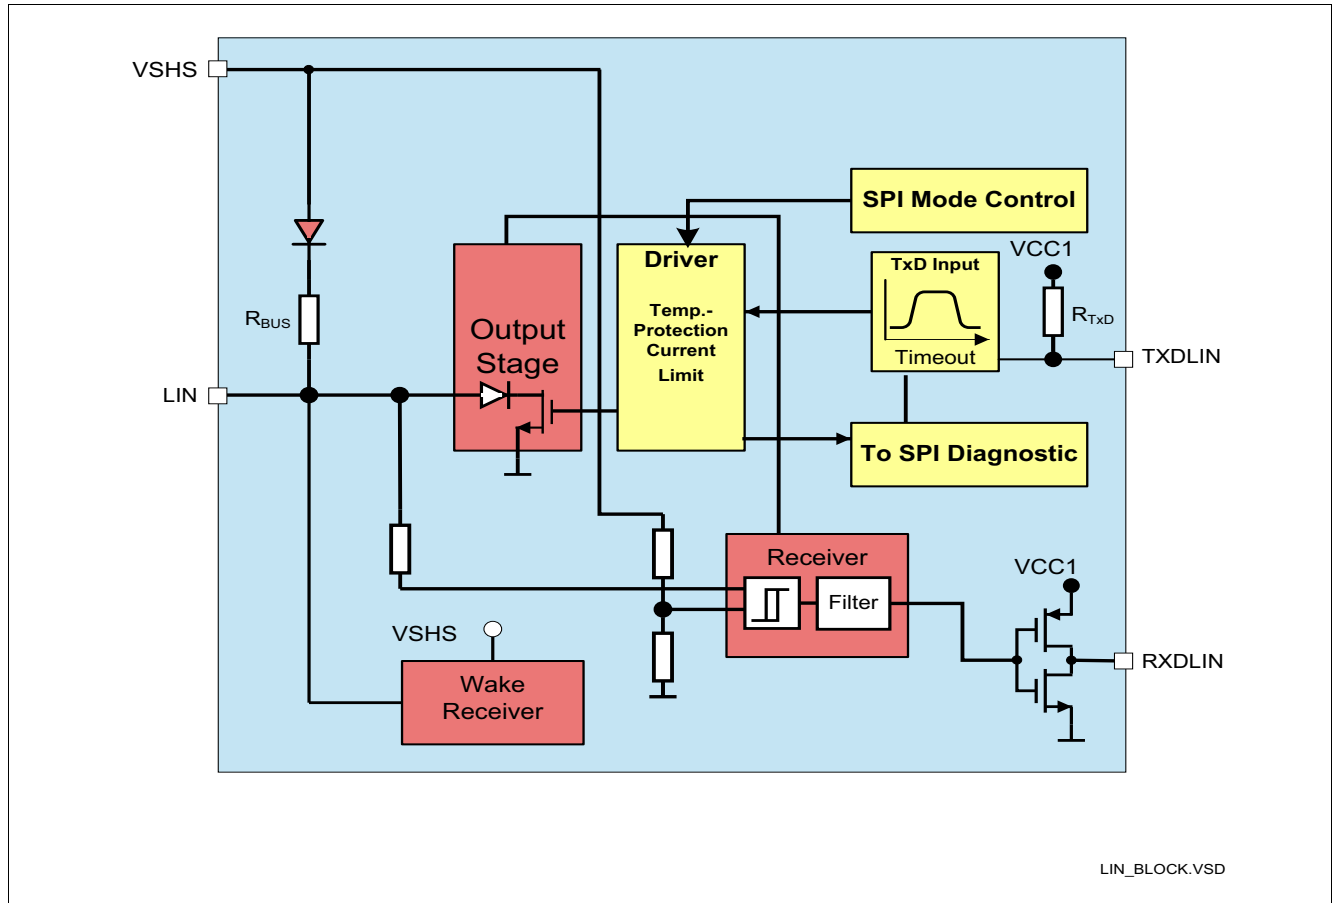 VSHS
SPI Mode Control
VCC1
Driver
TxD Input
Temp.-
Protection
Current
Limit
RBUS
RTxD
Output
Stage
Timeout
TXDLIN
LIN
To SPI Diagnostic
Receiver
VCC1
Filter
VSHS
RXDLIN
Wake
Receiver
LIN_BLOCK.VSD